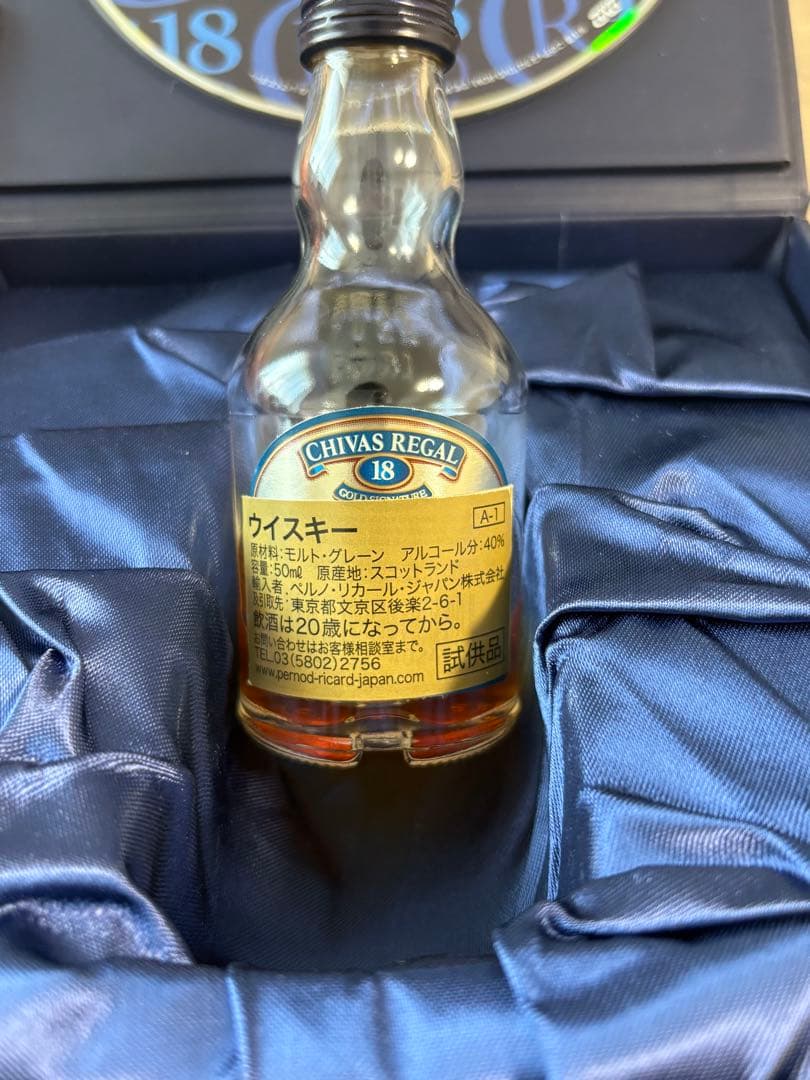 18
R
CHIVAS REGAL
18
GOLD SIGNATURE
ウイスキー A-1
原材料:モルト・グレーン アルコール分:40%
容量:50mℓ 原産地:スコットランド
輸入者 ペルノ・リカール・ジャパン株式会社
及引取先・東京都文京区後楽2-6-1
飲酒は20歳になってから。
お問い合わせはお客様相談室まで。
TEL.03(5802)2756
www.pernod-ricard-japan.com
試供品